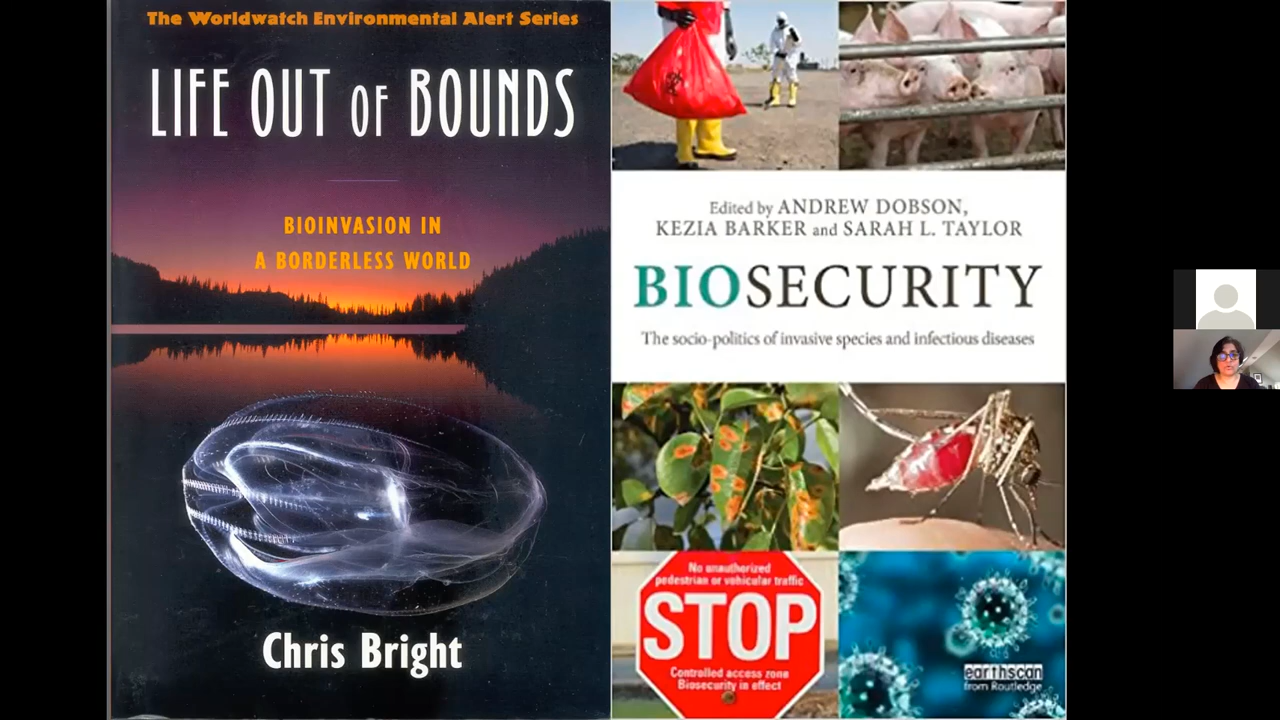 The Worldwatch Environmental Alert Series
LIFE OUT OF BOUNDS
BIOINVASION IN
A BORDERLESS WORLD
Chris Bright
Edited by ANDREW DOBSON,
KEZIA BARKER and SARAH L. TAYLOR
BIOSECURITY
The socio-politics of invasive species and infectious diseases
No unauthorized
pedestrian or vehicular traffic
STOP
Controlled access zone
Biosecurity in effect
earthscan
from Routledge